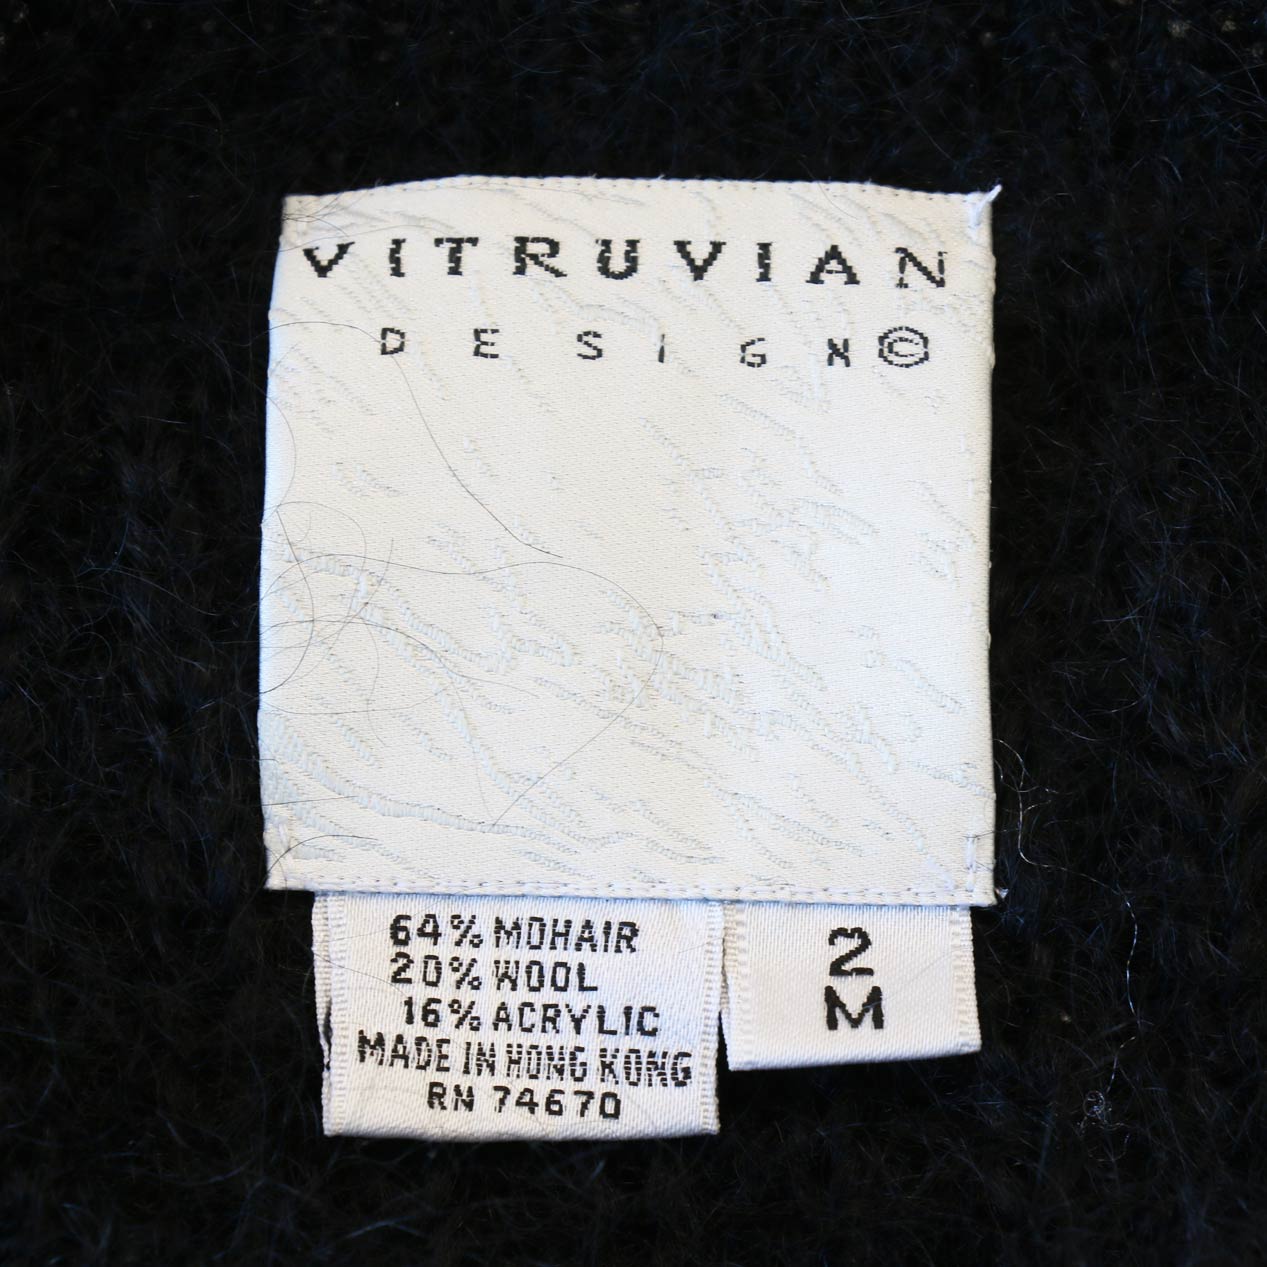 VITRUVIAN
DESIGN©
64% MOHAIR
20% WOOL
16% ACRYLIC
MADE IN HONG KONG
RN 74670
2
M